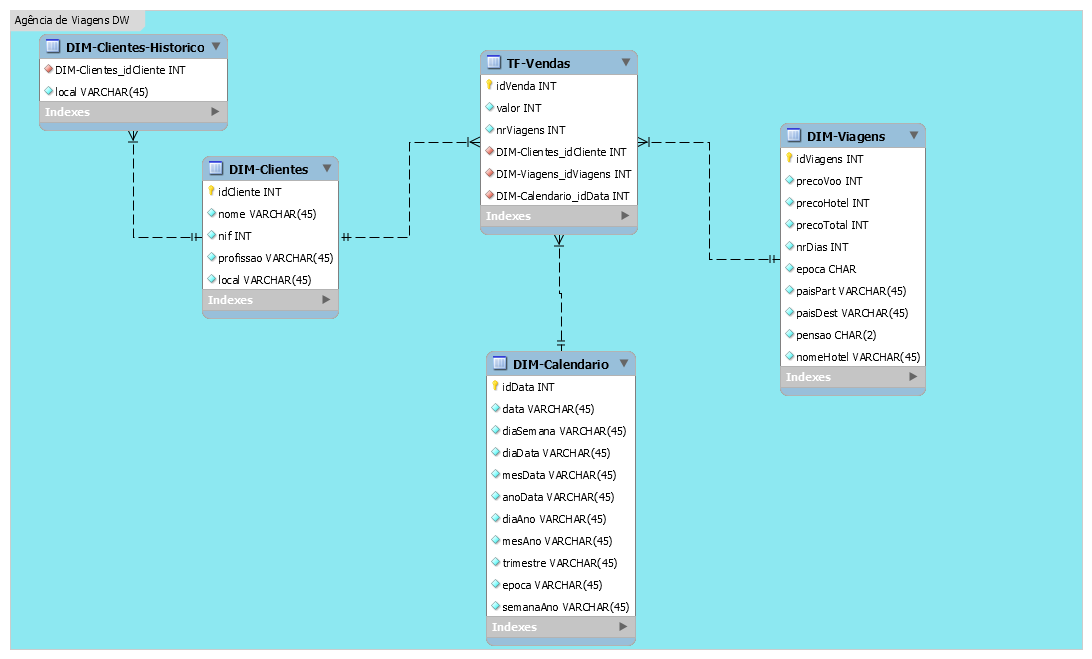 Agência de Viagens DW
DIM-Clientes-Historico
DIM-Clientes_idCliente INT
local VARCHAR(45)
Indexes
DIM-Clientes
idCliente INT
nome VARCHAR(45)
nif INT
profissao VARCHAR(45)
local VARCHAR(45)
Indexes
TF-Vendas
idVenda INT
valor INT
nrViagens INT
DIM-Clientes_idCliente INT
DIM-Viagens_idViagens INT
DIM-Calendario_idData INT
Indexes
DIM-Viagens
idViagens INT
precoVoo INT
precoHotel INT
precoTotal INT
nrDias INT
epoca CHAR
paisPart VARCHAR(45)
paisDest VARCHAR(45)
pensao CHAR(2)
nomeHotel VARCHAR(45)
Indexes
DIM-Calendario
idData INT
data VARCHAR(45)
diaSemana VARCHAR(45)
diaData VARCHAR(45)
mesData VARCHAR(45)
anoData VARCHAR(45)
diaAno VARCHAR(45)
mesAno VARCHAR(45)
trimestre VARCHAR(45)
epoca VARCHAR(45)
semanaAno VARCHAR(45)
Indexes